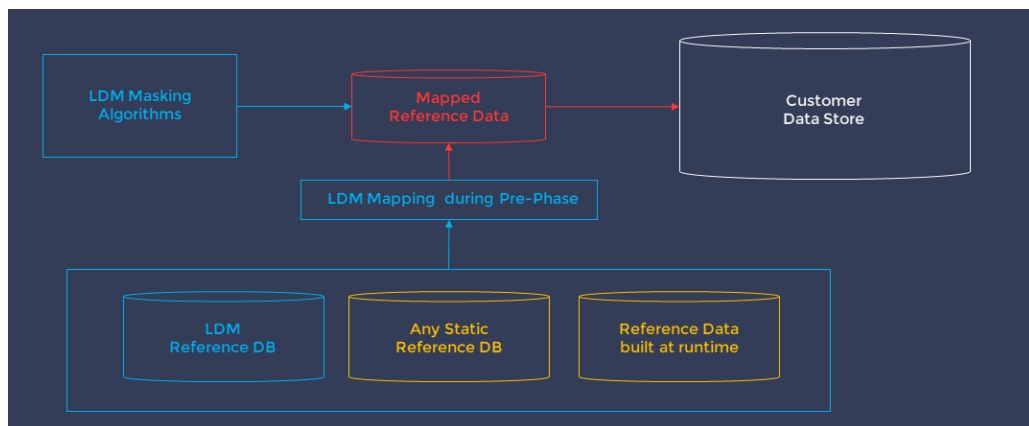 LDM Masking
Algorithms
Mapped
Reference Data
Customer
Data Store
LDM Mapping during Pre-Phase
LDM
Reference DB
Any Static
Reference DB
Reference Data
built at runtime